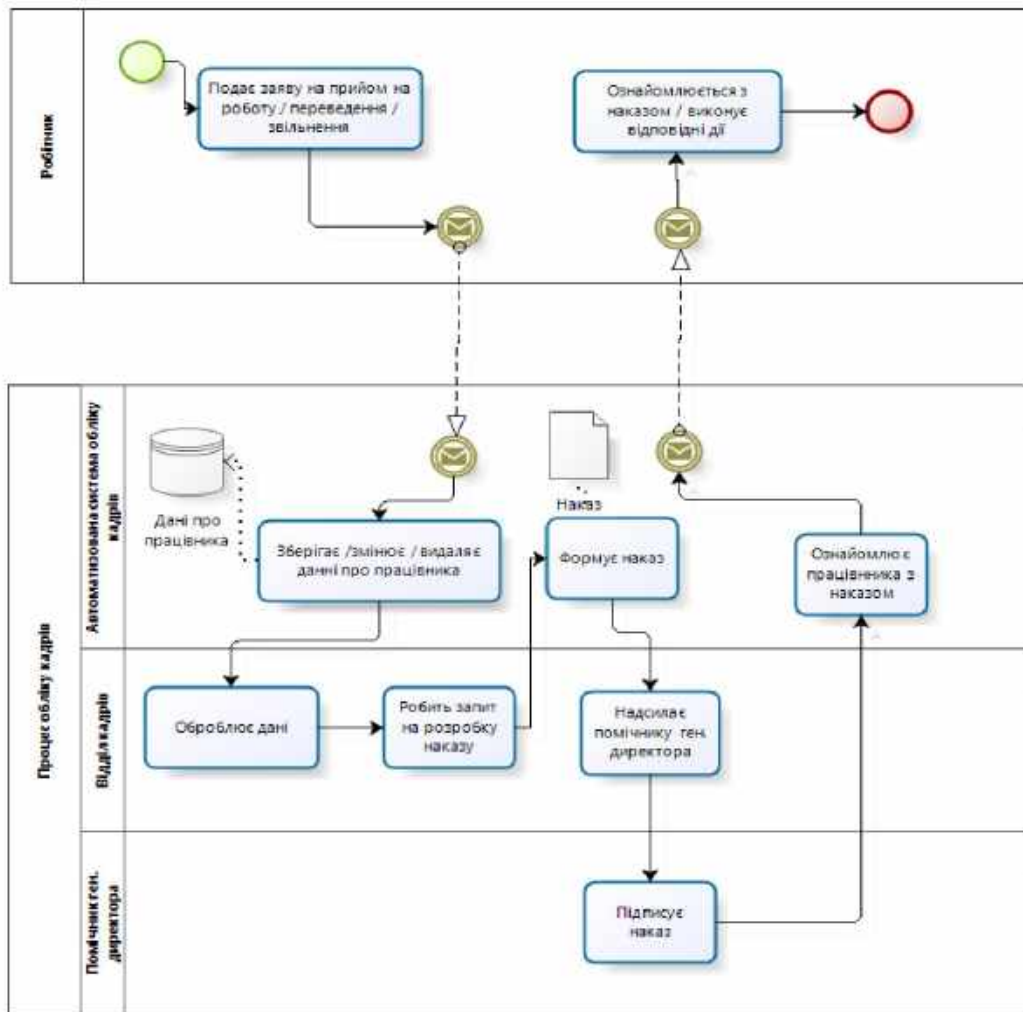 Робітник
Подає заяву на прийом на
роботу / переведення /
звільнення
Ознайомлюється з
наказом / виконує
відповідні дії
Процес обліку кадрів
Автоматизована система обліку
кадрів
Дані про
працівника
Зберігає /змінює / видаляє
данні про працівника
Наказ
Формує наказ
Ознайомлює
працівнника з
наказом
Відділ кадрів
Оброблює дані
Робить запит
на розробку
наказу
Надсилає
помічнику ген.
директора
Помічник ген.
директора
Підписує
наказ